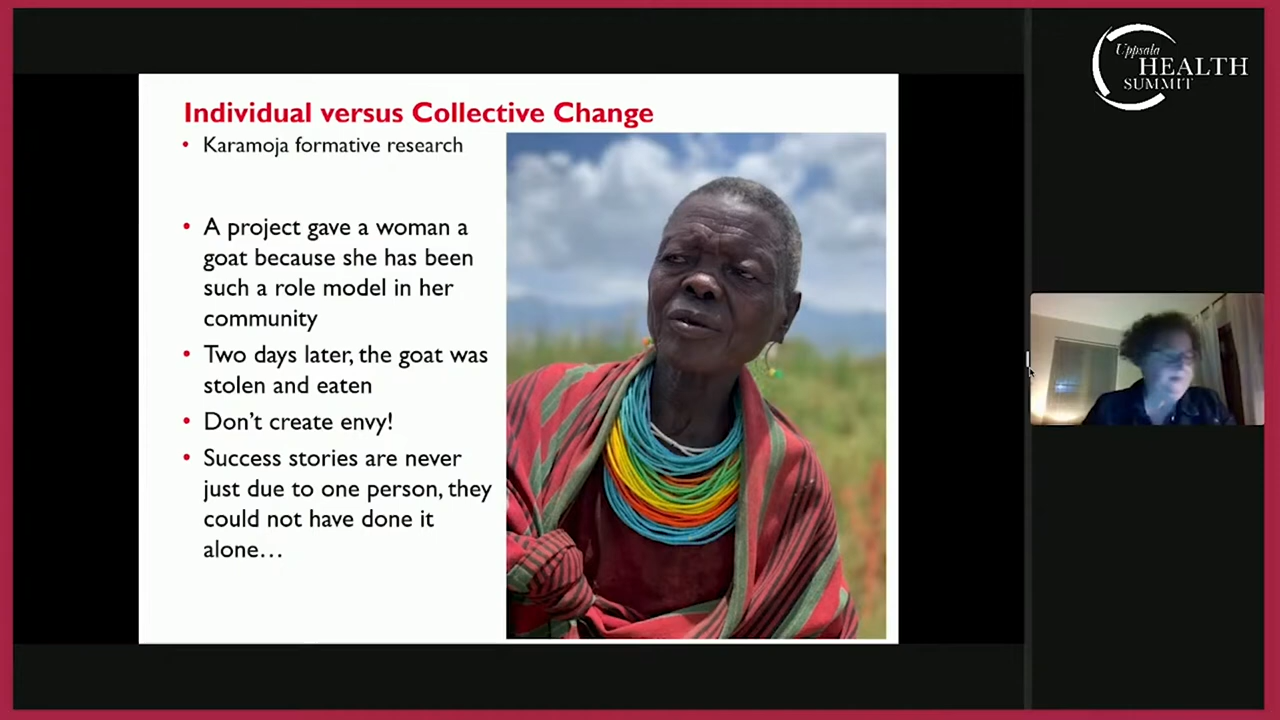 Individual versus Collective Change
• Karamoja formative research
• A project gave a woman a
goat because she has been
such a role model in her
community
• Two days later, the goat was
stolen and eaten
• Don't create envy!
• Success stories are never
just due to one person, they
could not have done it
alone…
Uppsala
HEALTH
SUMMIT